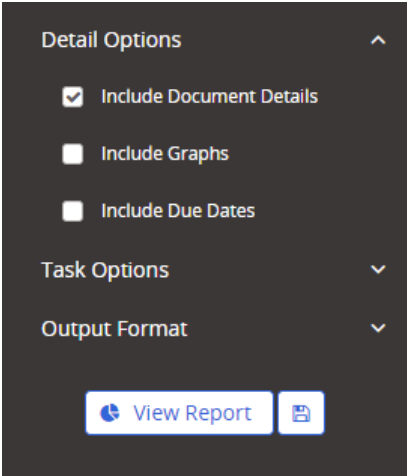 Detail Options
Include Document Details
Include Graphs
Include Due Dates
Task Options
Output Format
View Report